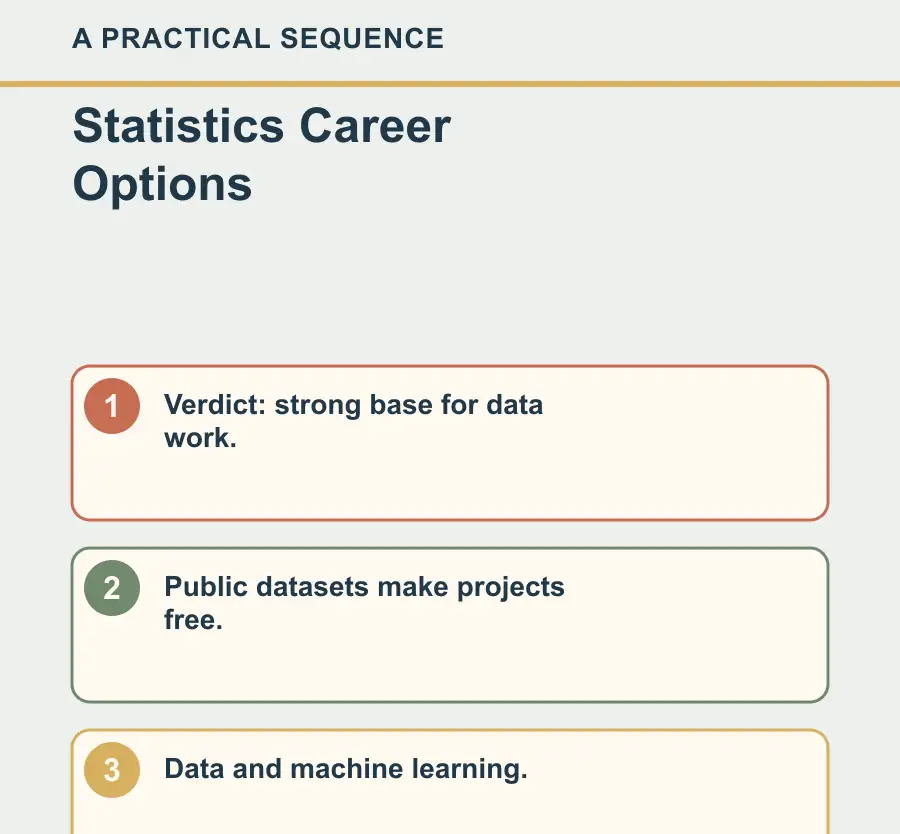 A PRACTICAL SEQUENCE
Statistics Career
Options
1
Verdict: strong base for data
work.
2
Public datasets make projects
free.
3
Data and machine learning.